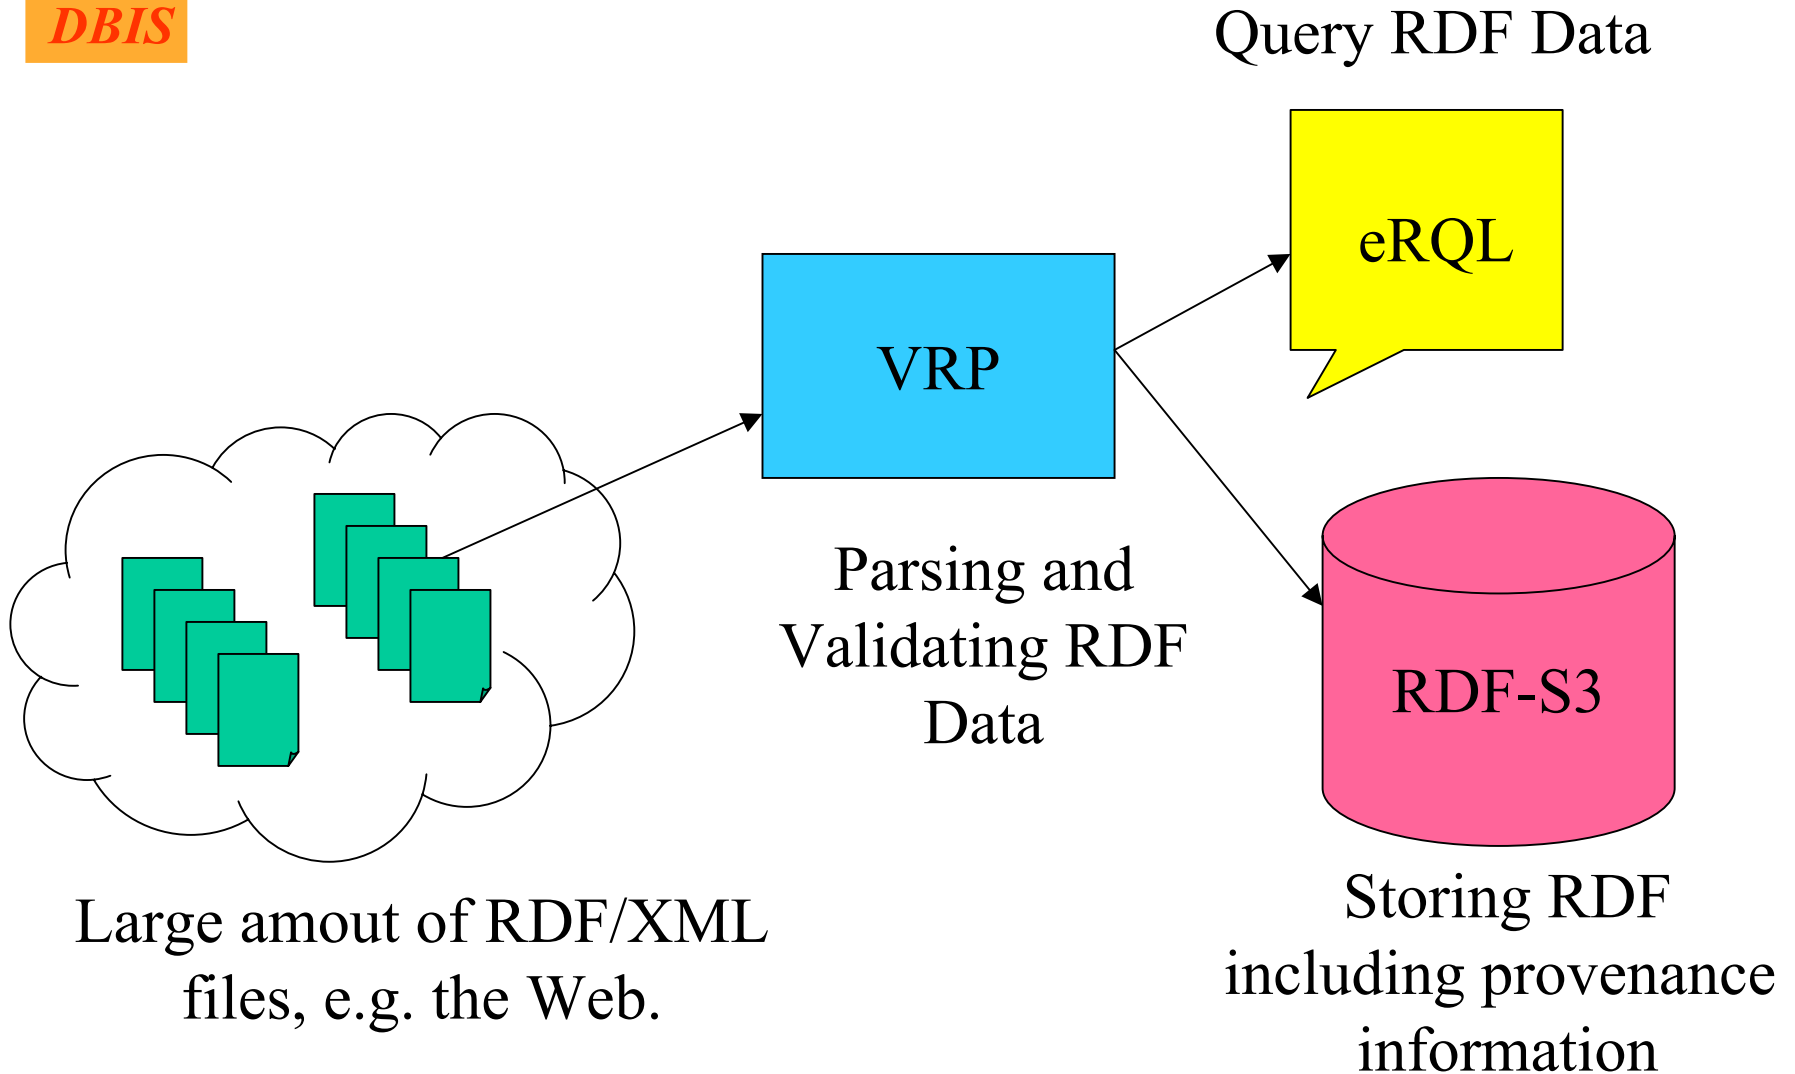 DBIS
Query RDF Data
eRQL
VRP
Parsing and
Validating RDF
Data
RDF-S3
Large amout of RDF/XML
files, e.g. the Web.
Storing RDF
including provenance
information